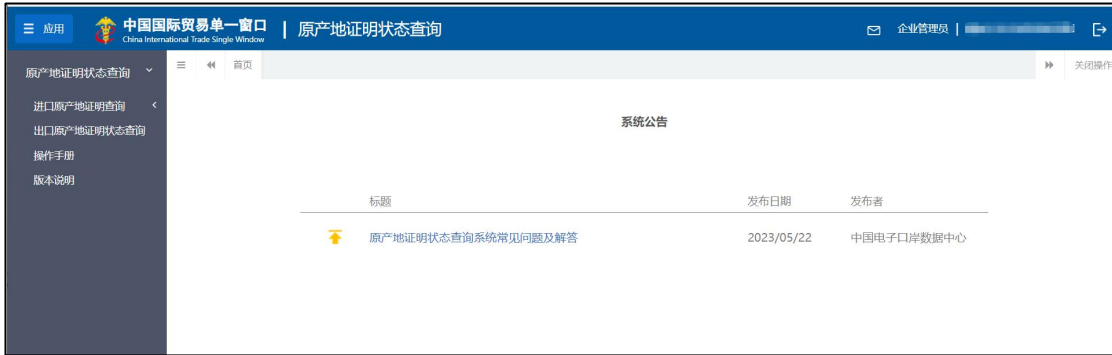 应用
中国国际贸易单一窗口
China International Trade Single Window
原产地证明状态查询
企业管理员 |
原产地证明状态查询
首页
关闭操作
进口原产地证明查询
出口原产地证明状态查询
操作手册
版本说明
系统公告
标题 发布日期 发布者
原产地证明状态查询系统常见问题及解答 2023/05/22 中国电子口岸数据中心